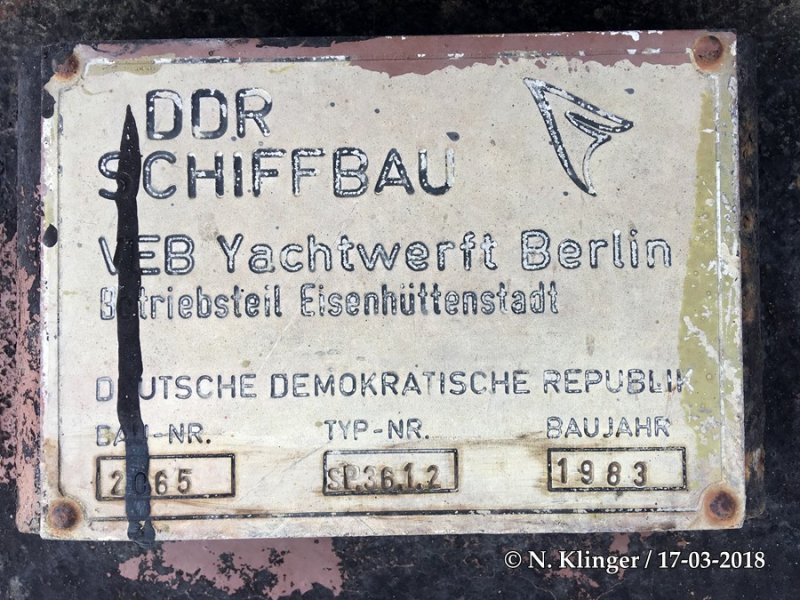 DDR
SCHIFFBAU
VEB Yachtwerft Berlin
Betriebsteil Eisenhüttenstadt
DEUTSCHE DEMOKRATISCHE REPUBLIK
BAU-NR. TYP-NR. BAUJAHR
2065 SP.36.1.2 1983
© N. Klinger / 17-03-2018